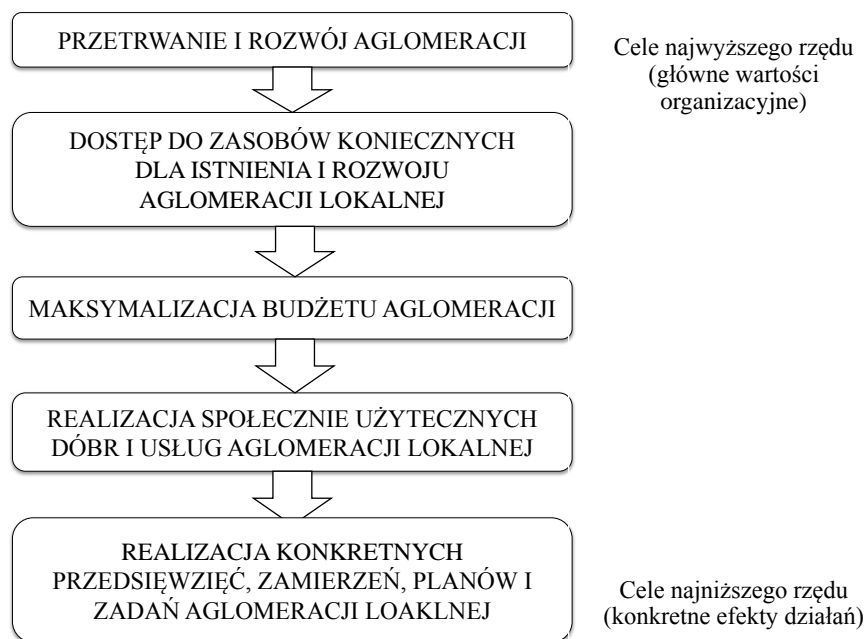 PRZETRWANIE I ROZWÓJ AGLOMERACJI
Cele najwyższego rzędu
(główne wartości
organizacyjne)
DOSTĘP DO ZASOBÓW KONIECZNYCH
DLA ISTNIENIA I ROZWOJU
AGLOMERACJI LOKALNEJ
MAKSYMALIZACJA BUDŻETU AGLOMERACJI
REALIZACJA SPOŁECZNIE UŻYTECZNYCH
DÓBR I USŁUG AGLOMERACJI LOKALNEJ
REALIZACJA KONKRETNYCH
PRZEDSIĘWZIĘĆ, ZAMIERZEŃ, PLANÓW I
ZADAŃ AGLOMERACJI LOAKLNEJ
Cele najniższego rzędu
(konkretne efekty działań)